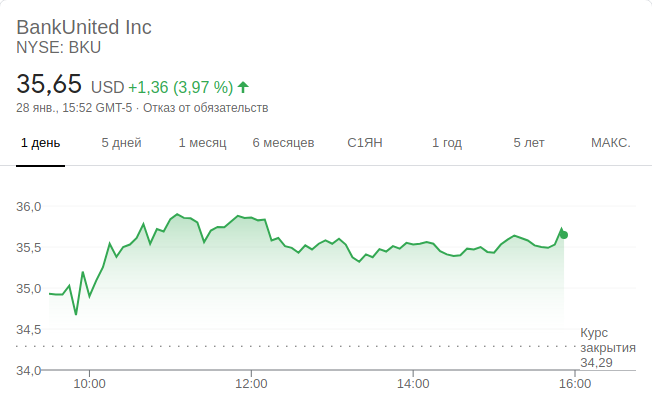 BankUnited Inc
NYSE: BKU
35,65 USD +1,36 (3,97 %)
28 янв., 15:52 GMT-5 · Отказ от обязательств
1 день 5 дней 1 месяц 6 месяцев С1ЯН 1 год 5 лет МАКС.
36,0
35,5
35,0
34,5
Курс
закрытия
34,29
34,0
10:00 12:00 14:00 16:00